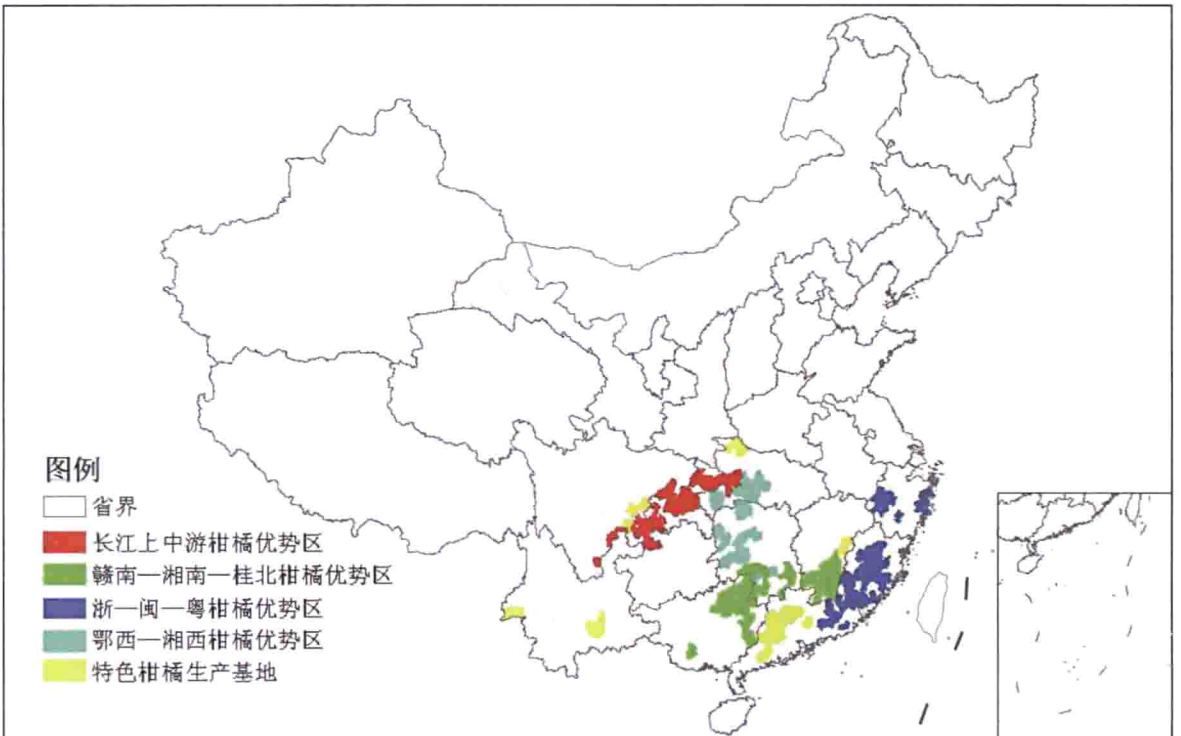 图例
省界
长江上中游柑橘优势区
赣南—湘南—桂北柑橘优势区
浙—闽—粤柑橘优势区
鄂西—湘西柑橘优势区
特色柑橘生产基地